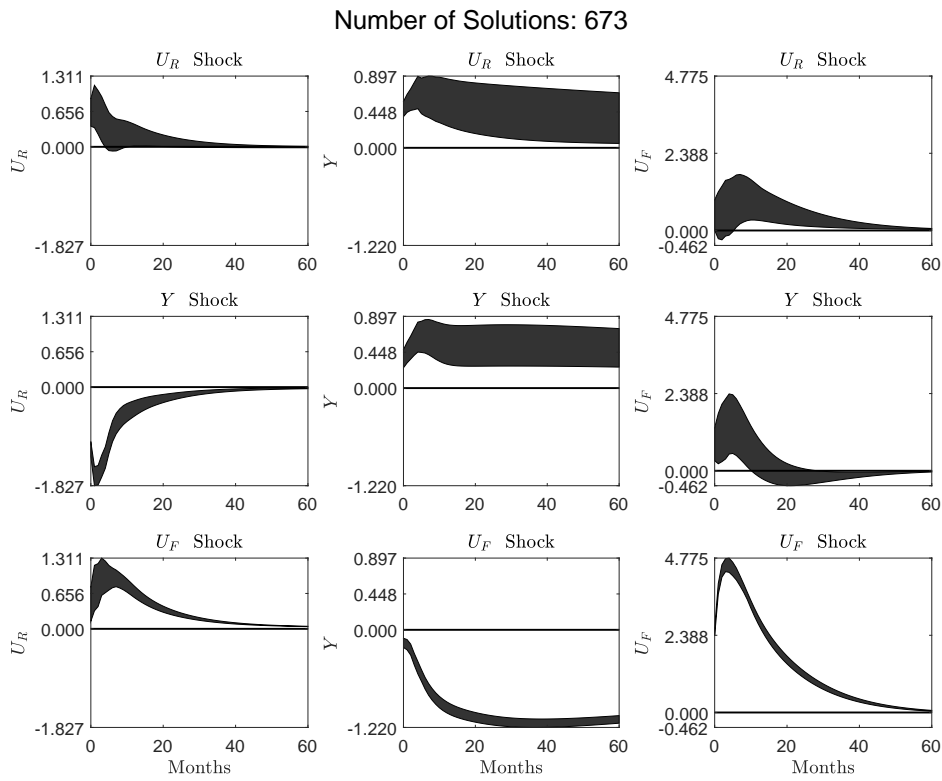 Number of Solutions: 673
U_R Shock
U_R Shock
U_R Shock
1.311
0.656
0.000
-1.827
U_R
0 20 40 60
0.897
0.448
0.000
-1.220
Y
0 20 40 60
4.775
2.388
0.000
-0.462
U_F
0 20 40 60
Y Shock
Y Shock
Y Shock
1.311
0.656
0.000
-1.827
U_R
0 20 40 60
0.897
0.448
0.000
-1.220
Y
0 20 40 60
4.775
2.388
0.000
-0.462
U_F
0 20 40 60
U_F Shock
U_F Shock
U_F Shock
1.311
0.656
0.000
-1.827
U_R
0 20 40 60
Months
0.897
0.448
0.000
-1.220
Y
0 20 40 60
Months
4.775
2.388
0.000
-0.462
U_F
0 20 40 60
Months